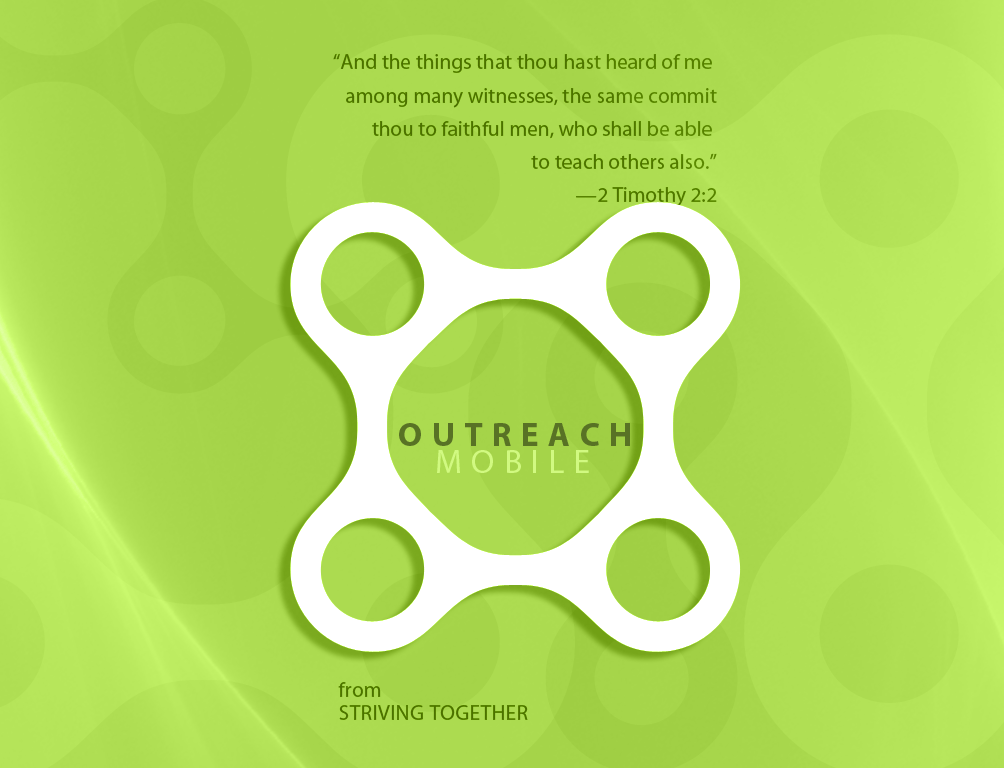 “And the things that thou hast heard of me
among many witnesses, the same commit
thou to faithful men, who shall be able
to teach others also.”
—2 Timothy 2:2
OUTREACH
MOBILE
from
STRIVING TOGETHER